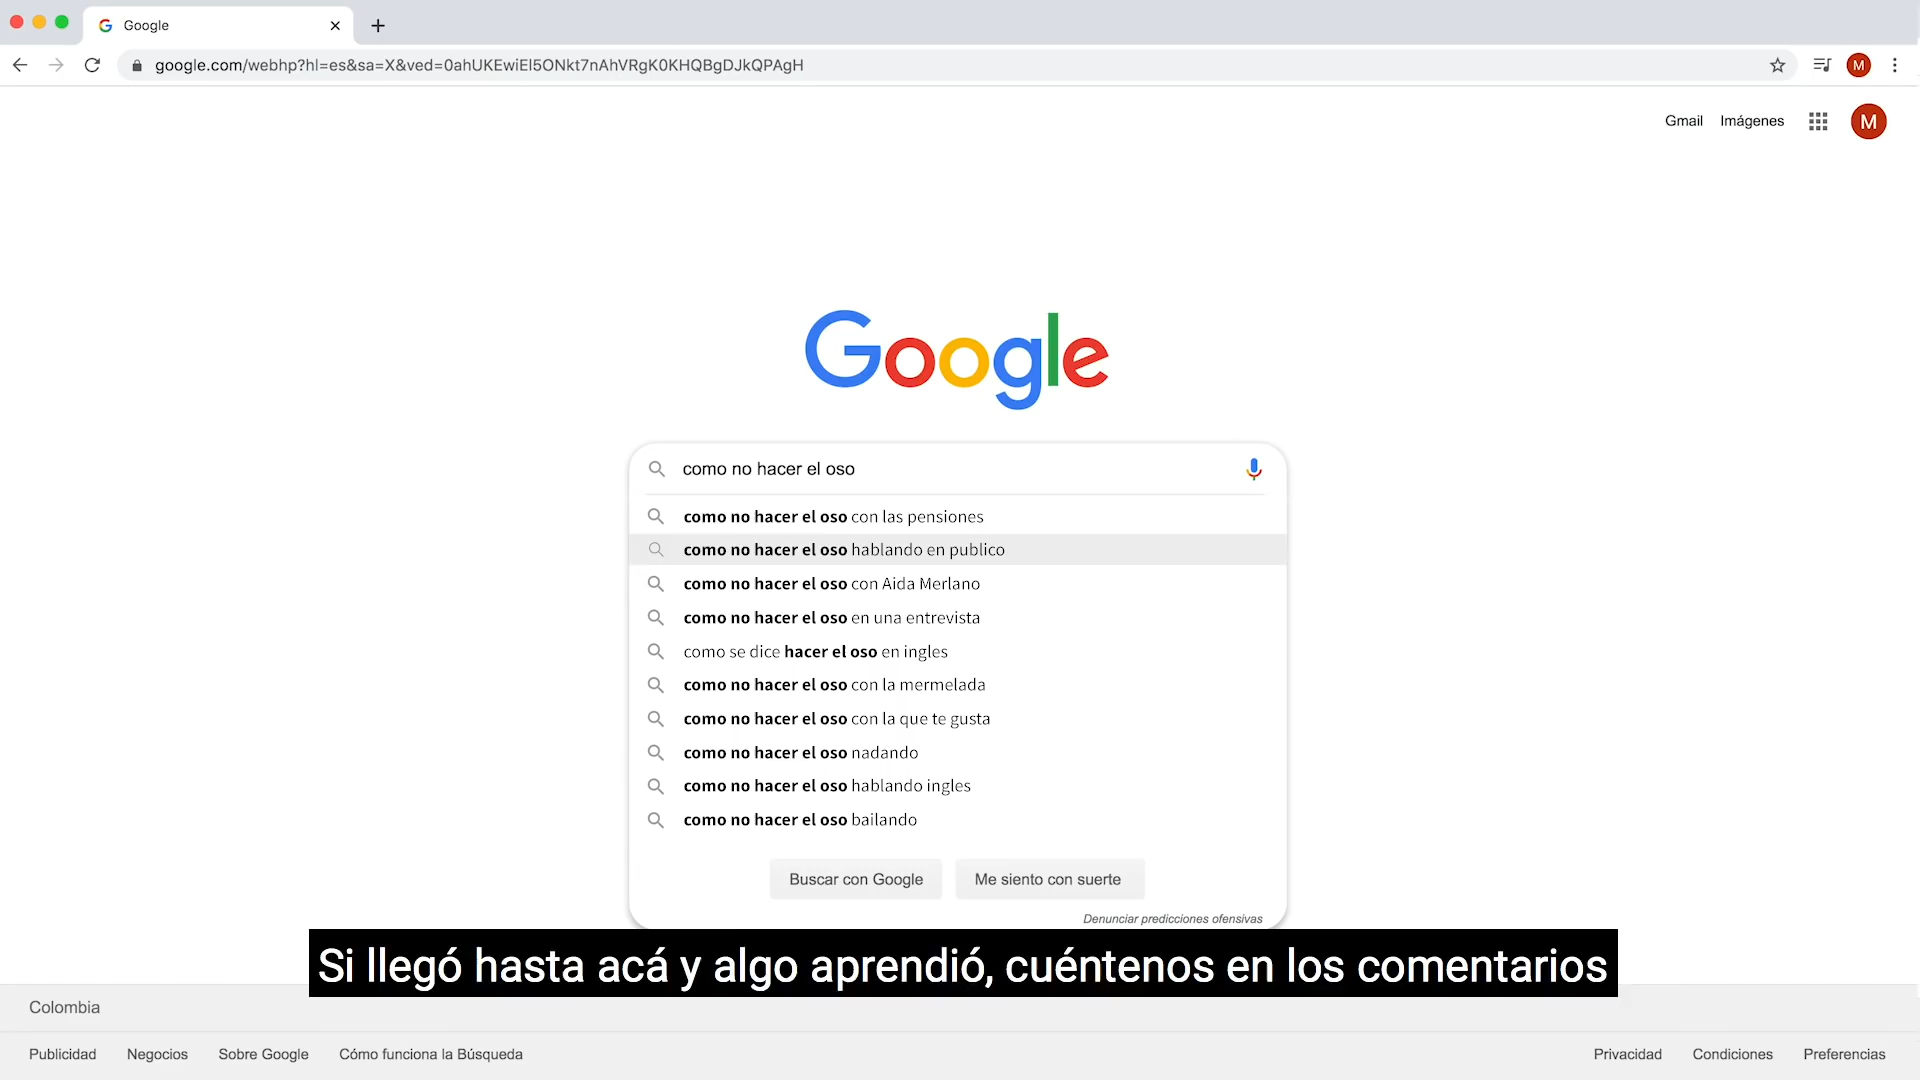 Google
google.com/webhp?hl=es&sa=X&ved=0ahUKEwiEl5ONkt7nAhVRgK0KHQBgDJkQPAgH
M
Gmail Imágenes M
Google
como no hacer el oso
como no hacer el oso con las pensiones
como no hacer el oso hablando en publico
como no hacer el oso con Aida Merlano
como no hacer el oso en una entrevista
como se dice hacer el oso en ingles
como no hacer el oso con la mermelada
como no hacer el oso con la que te gusta
como no hacer el oso nadando
como no hacer el oso hablando ingles
como no hacer el oso bailando
Buscar con Google Me siento con suerte
Denunciar predicciones ofensivas
Si llegó hasta acá y algo aprendió, cuéntenos en los comentarios
Colombia
Publicidad Negocios Sobre Google Cómo funciona la Búsqueda Privacidad Condiciones Preferencias